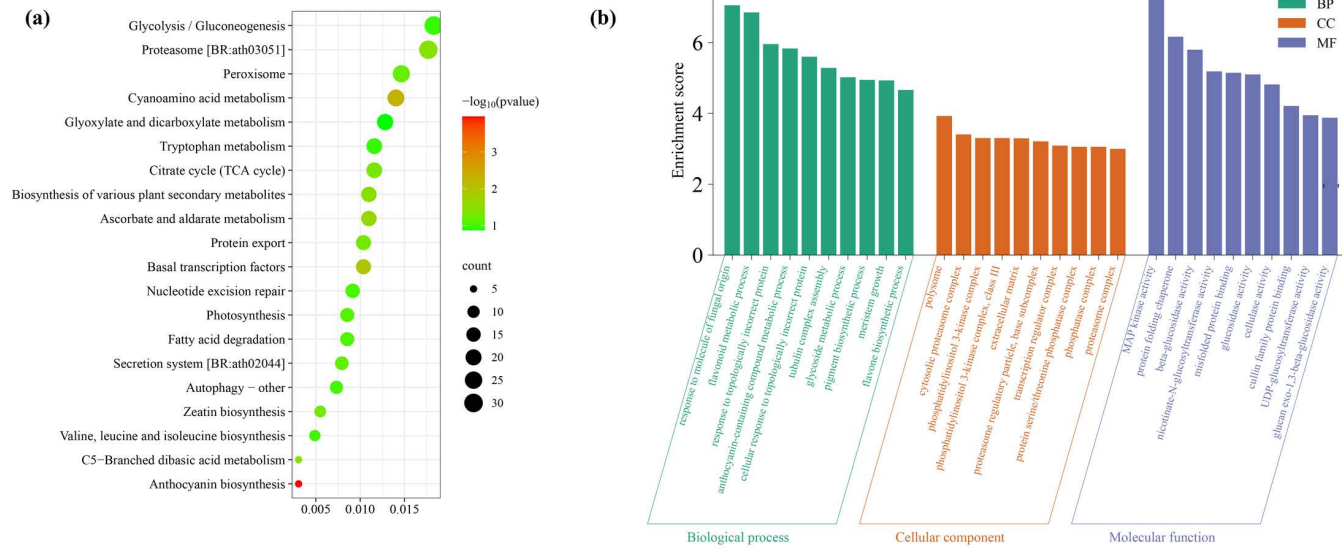 (a)
Glycolysis / Gluconeogenesis
Proteasome [BR:ath03051]
Peroxisome
Cyanoamino acid metabolism
Glyoxylate and dicarboxylate metabolism
Tryptophan metabolism
Citrate cycle (TCA cycle)
Biosynthesis of various plant secondary metabolites
Ascorbate and aldarate metabolism
Protein export
Basal transcription factors
Nucleotide excision repair
Photosynthesis
Fatty acid degradation
Secretion system [BR:ath02044]
Autophagy − other
Zeatin biosynthesis
Valine, leucine and isoleucine biosynthesis
C5−Branched dibasic acid metabolism
Anthocyanin biosynthesis
0.005 0.010 0.015
−log10(pvalue)
3
2
1
count
5
10
15
20
25
30
(b)
BP
CC
MF
Enrichment score
6
4
2
0
response to molecule of fungal origin
flavonoid metabolic process
response to topologically incorrect protein
anthocyanin-containing compound metabolic process
cellular response to topologically incorrect protein
tubulin complex assembly
glycoside metabolic process
pigment biosynthetic process
meristem growth
flavone biosynthetic process
polysome
cytosolic proteasome complex
phosphatidylinositol 3-kinase complex
phosphatidylinositol 3-kinase complex, class III
extracellular matrix
proteasome regulatory particle, base subcomplex
transcription regulator complex
protein serine/threonine phosphatase complex
phosphatase complex
proteasome complex
MAP kinase activity
protein folding chaperone
beta-glucosidase activity
nicotinate-N-glucosyltransferase activity
misfolded protein binding
glucosidase activity
cellulase activity
cullin family protein binding
UDP-glucosyltransferase activity
glucan exo-1,3-beta-glucosidase activity
Biological process
Cellular component
Molecular function